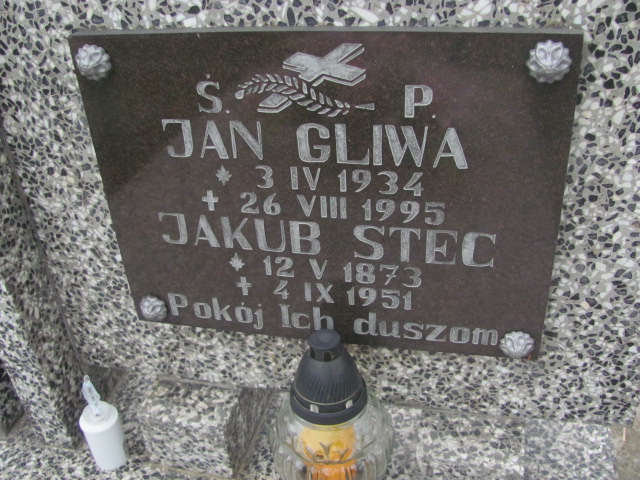 Ś. P.
JAN GLIWA
* 3 IV 1934
+ 26 VIII 1995
JAKUB STEC
* 12 V 1873
+ 4 IX 1951
Pokój Ich duszom